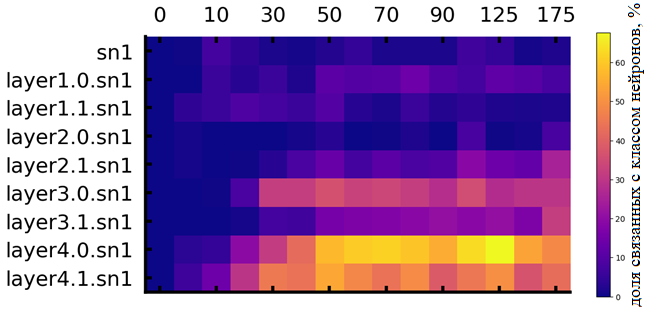 0 10 30 50 70 90 125 175
sn1
layer1.0.sn1
layer1.1.sn1
layer2.0.sn1
layer2.1.sn1
layer3.0.sn1
layer3.1.sn1
layer4.0.sn1
layer4.1.sn1
60
50
40
30
20
10
0
доля связанных с классом нейронов, %